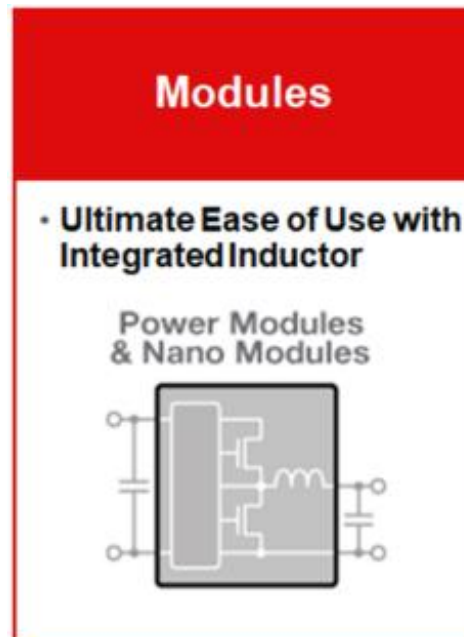 Modules
· Ultimate Ease of Use with
Integrated Inductor
Power Modules
& Nano Modules